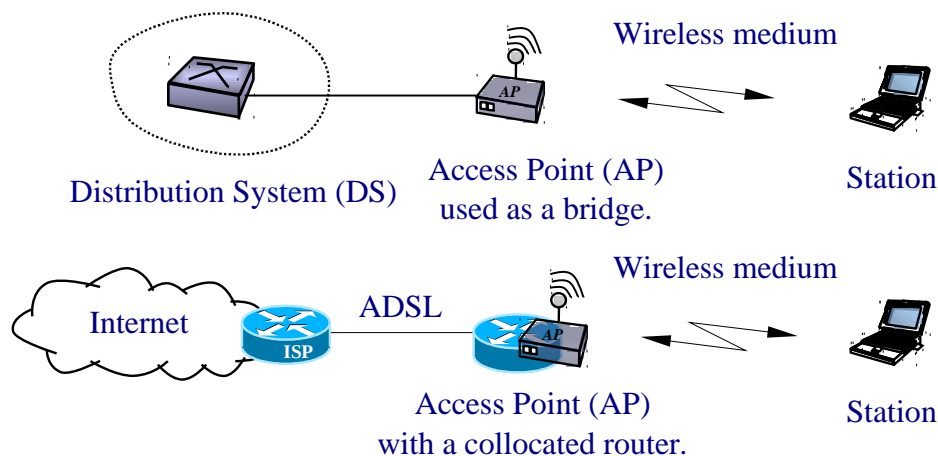 Wireless medium
AP
Distribution System (DS)
Access Point (AP)
used as a bridge.
Station
Wireless medium
Internet
ISP
ADSL
AP
Access Point (AP)
with a collocated router.
Station